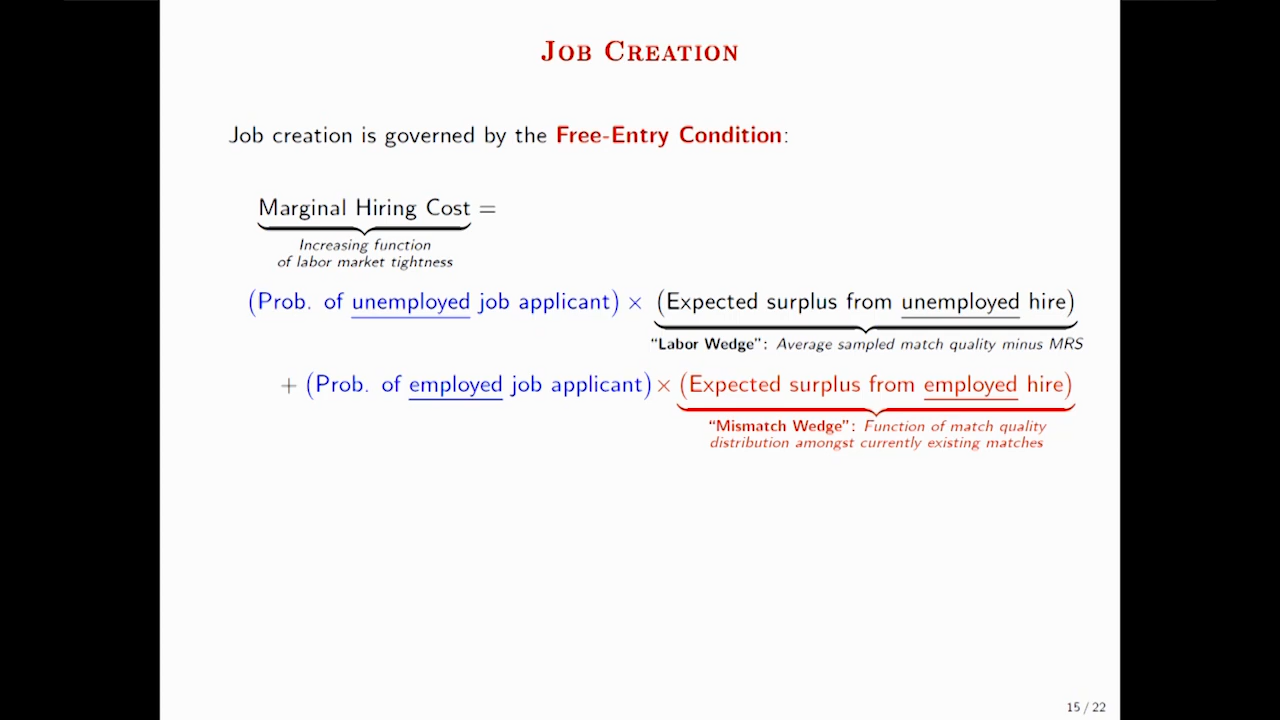 JOB CREATION
Job creation is governed by the Free-Entry Condition:
Marginal Hiring Cost =
Increasing function
of labor market tightness
(Prob. of unemployed job applicant) × (Expected surplus from unemployed hire)
“Labor Wedge”: Average sampled match quality minus MRS
+ (Prob. of employed job applicant) × (Expected surplus from employed hire)
“Mismatch Wedge”: Function of match quality
distribution amongst currently existing matches
15 / 22